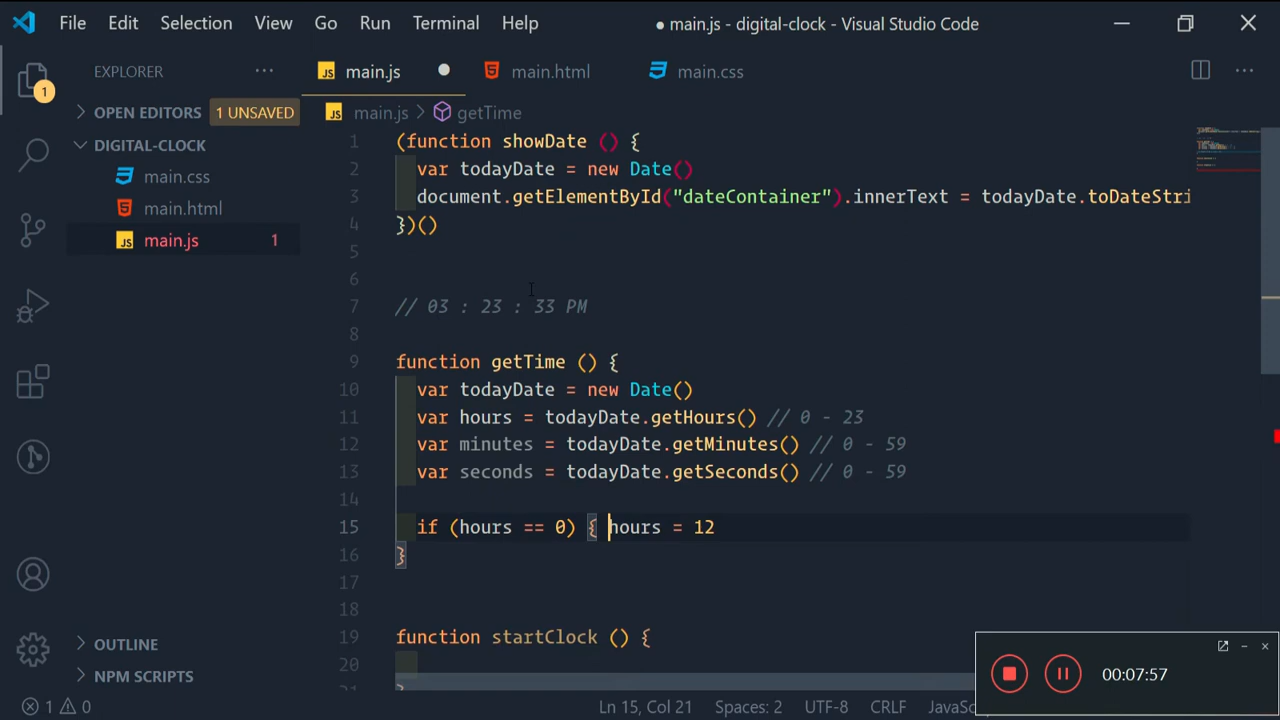 File Edit Selection View Go Run Terminal Help ● main.js - digital-clock - Visual Studio Code
EXPLORER ··· JS main.js ● main.html main.css ···
1
OPEN EDITORS 1 UNSAVED JS main.js > getTime
DIGITAL-CLOCK
main.css
main.html
JS main.js 1
1 (function showDate () {
2 var todayDate = new Date()
3 document.getElementById("dateContainer").innerText = todayDate.toDateStri
4 })()
5
6
7 // 03 : 23 : 33 PM
8
9 function getTime () {
10 var todayDate = new Date()
11 var hours = todayDate.getHours() // 0 - 23
12 var minutes = todayDate.getMinutes() // 0 - 59
13 var seconds = todayDate.getSeconds() // 0 - 59
14
15 if (hours == 0) { hours = 12
16 }
17
18
19 function startClock () {
20
21 }
OUTLINE
NPM SCRIPTS
00:07:57
1 0 Ln 15, Col 21 Spaces: 2 UTF-8 CRLF JavaS